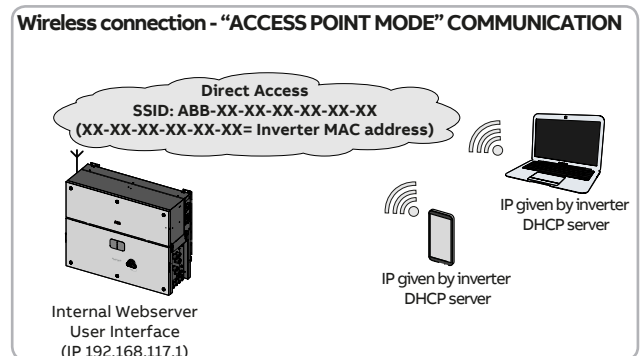 Wireless connection - “ACCESS POINT MODE” COMMUNICATION
Direct Access
SSID: ABB-XX-XX-XX-XX-XX-XX
(XX-XX-XX-XX-XX-XX= Inverter MAC address)
IP given by inverter
DHCP server
IP given by inverter
DHCP server
Internal Webserver
User Interface
(IP 192.168.117.1)